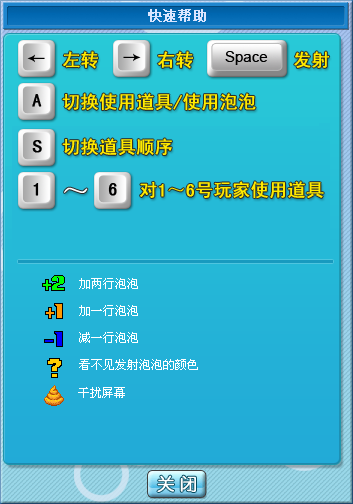 快速帮助
← 左转 → 右转 Space 发射
A 切换使用道具/使用泡泡
S 切换道具顺序
1 ～ 6 对1～6号玩家使用道具
+2 加两行泡泡
+1 加一行泡泡
-1 减一行泡泡
? 看不见发射泡泡的颜色
干扰屏幕
关闭